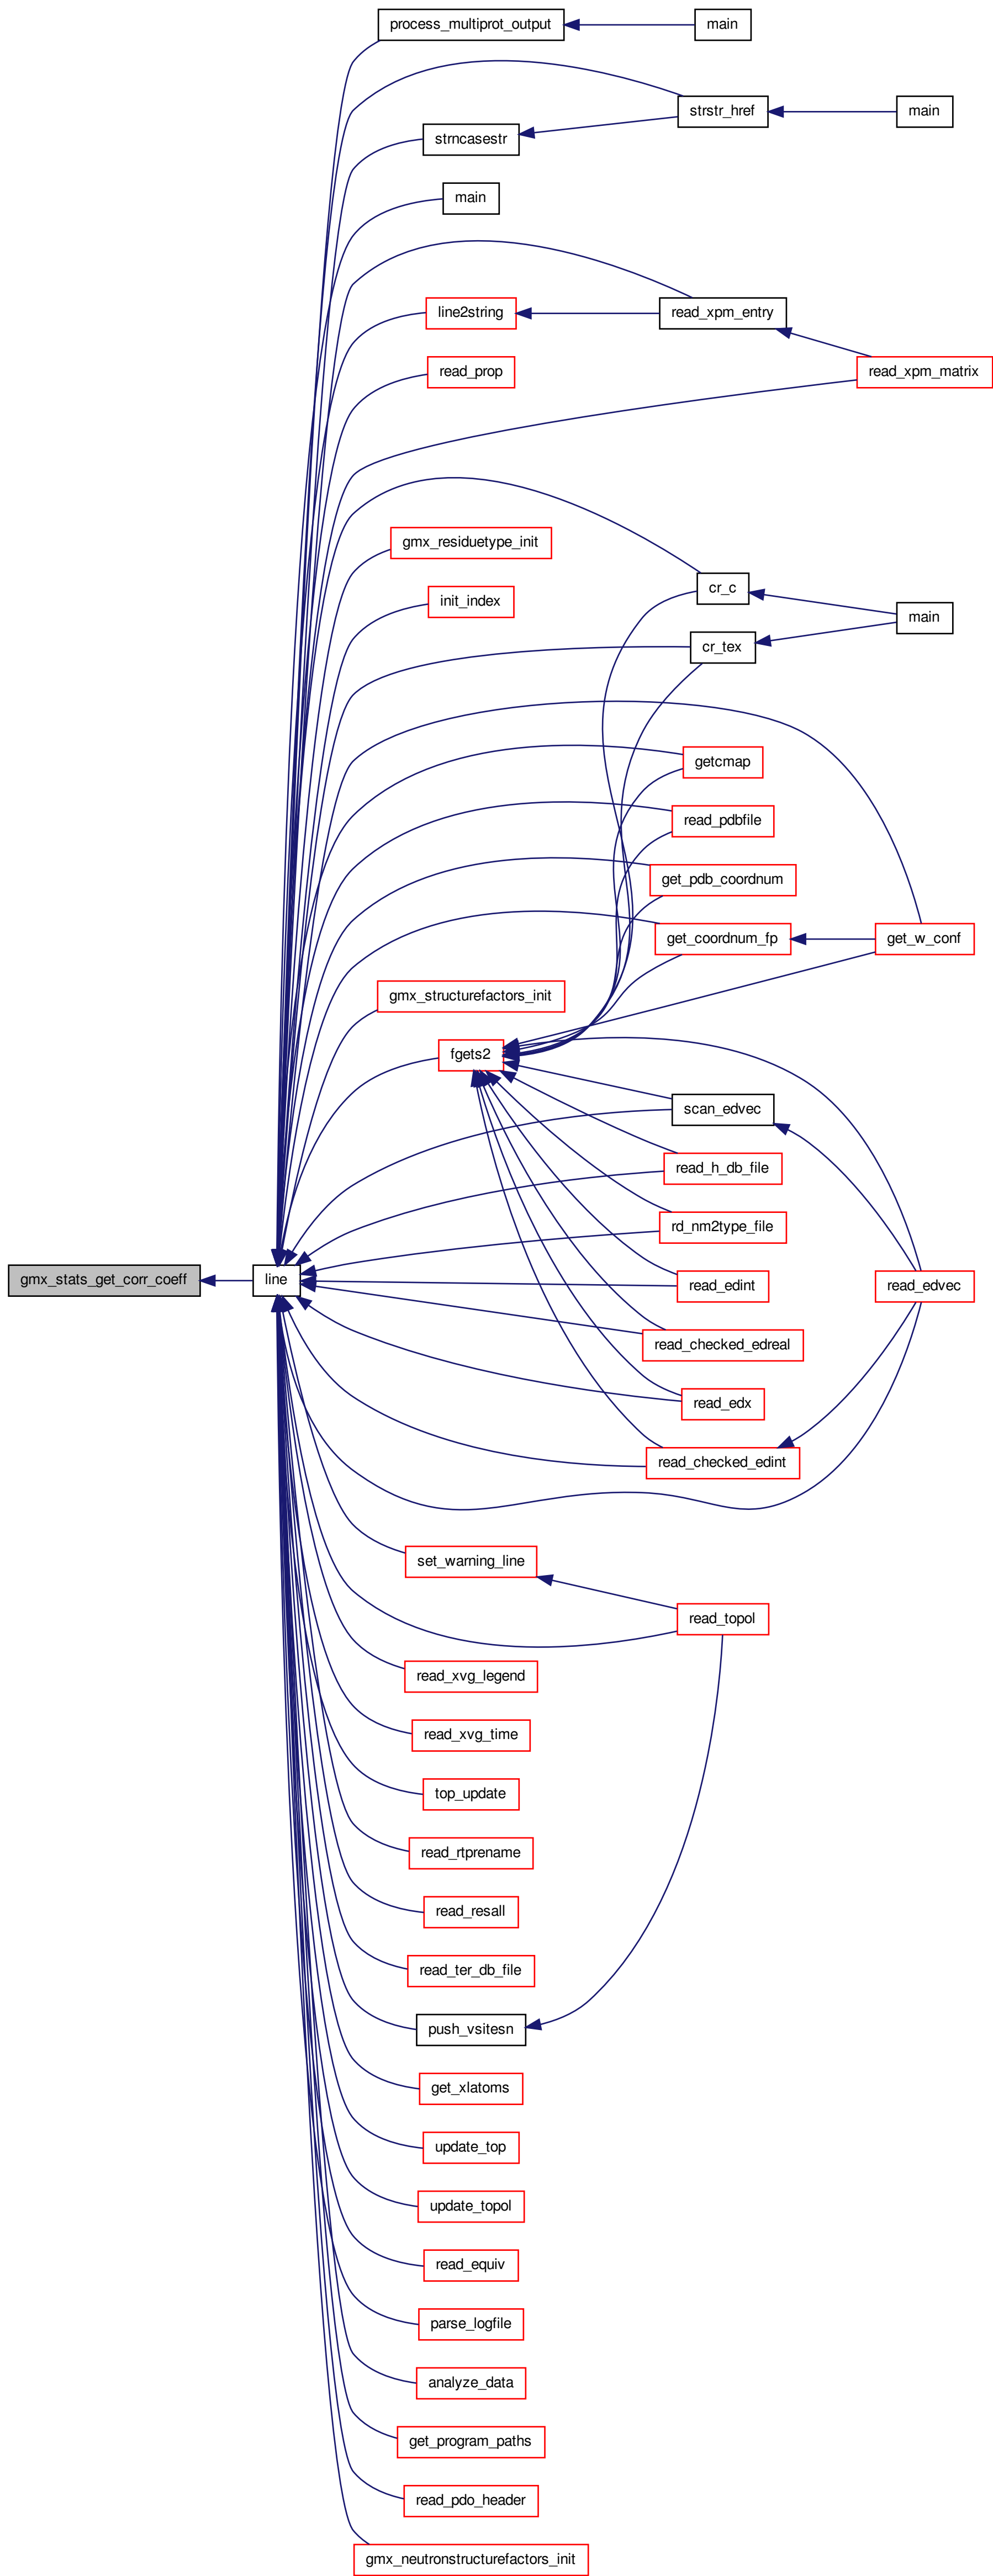 process_multiprot_output
main
strstr_href
main
strncasestr
main
line2string
read_xpm_entry
read_prop
read_xpm_matrix
gmx_residuetype_init
cr_c
init_index
main
cr_tex
getcmap
read_pdbfile
get_pdb_coordnum
get_coordnum_fp
get_w_conf
gmx_structurefactors_init
fgets2
scan_edvec
read_h_db_file
rd_nm2type_file
gmx_stats_get_corr_coeff
line
read_edint
read_edvec
read_checked_edreal
read_edx
read_checked_edint
set_warning_line
read_topol
read_xvg_legend
read_xvg_time
top_update
read_rtprename
read_resall
read_ter_db_file
push_vsitesn
get_xlatoms
update_top
update_topol
read_equiv
parse_logfile
analyze_data
get_program_paths
read_pdo_header
gmx_neutronstructurefactors_init